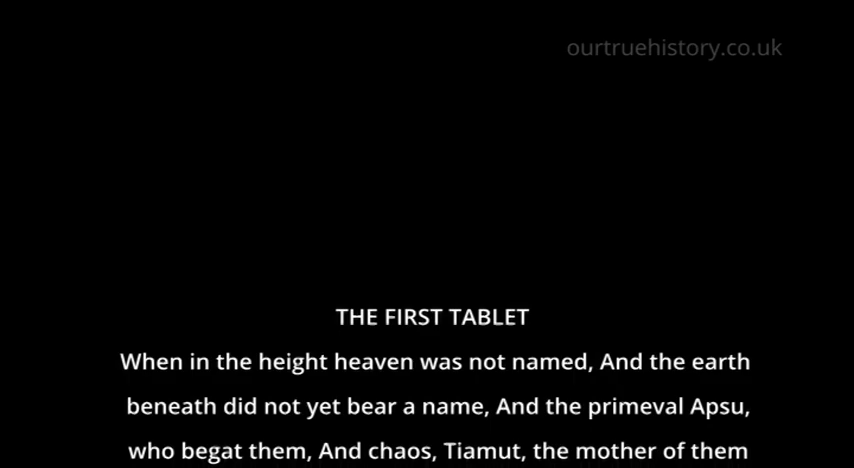 ourtruehistory.co.uk
THE FIRST TABLET
When in the height heaven was not named, And the earth
beneath did not yet bear a name, And the primeval Apsu,
who begat them, And chaos, Tiamut, the mother of them